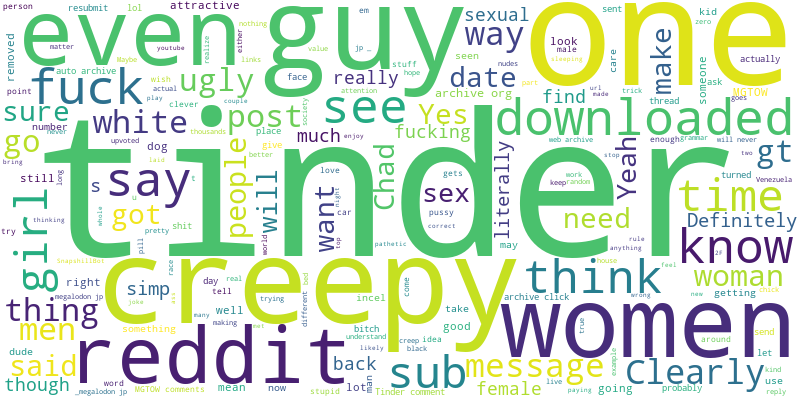 person
lol
resubmit
attractive
em
jp _
sexual
sent
kid
zero
nothing
matter
youtube
realize
links
either
removed
even
guy
one
way
look
male
auto archive
Maybe
wish
actual
value
hope
stuff
seen
sleeping
care
make
someone
actually
ask
nudes
point
fuck
ugly
really
date
face
attention
archive org
find
url
made
part
trick
MGTOW
goes
play
clever
couple
sure
number
never
upvoted
thousands
post
place
society
see
Yes
fucking
downloaded
thread
white
much
enjoy
web archive
enough
grammar
will never
go
bring
dog
laid
give
better
people
Chad
gt
turned
two
Venezuela
still
long
s
say
t
u
will
want
love
car
top
night
gets
sex
pussy
correct
literally
work
random
keep
stop
Yeah
time
rule
anything
try
thinking
girl
whole
got
pretty
shit
world
pathetic
tinder
need
may
Definitely
2#
know
SnapshillBot
pill
race
creepy
think
house
feel
woman
thing
right
megalodon jp
simp
joke
day
tell
real
trying
different
bed
incel
come
archive click
wrong
getting
new
chick
men
something
many
well
making
met
bitch
understand
creep
black
likely
idea
take
good
women
true
around
send
dude
said
reddit
back
sub
message
Clearly
let
though
word
mean
now
stupid
lot
man
female
live
going
example
probably
kind
use
_megalodon jp
MGTOW comments
Tinder comment
paying
reply